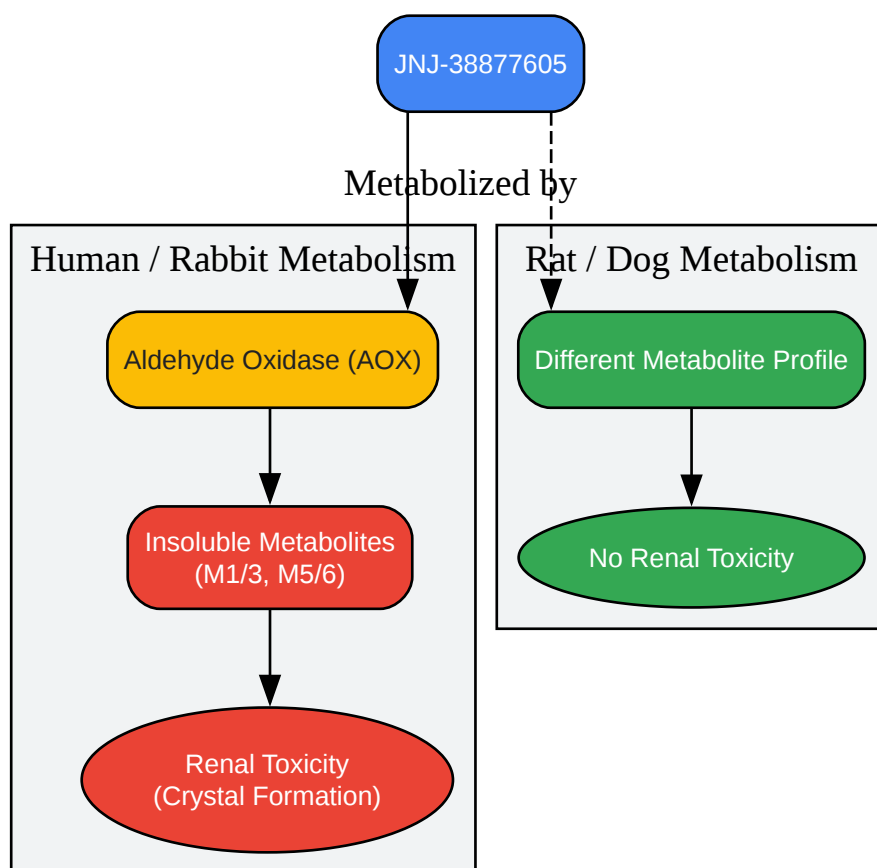 JNJ-38877605
Metabolized by
Human / Rabbit Metabolism
Aldehyde Oxidase (AOX)
Insoluble Metabolites
(M1/3, M5/6)
Renal Toxicity
(Crystal Formation)
Rat / Dog Metabolism
Different Metabolite Profile
No Renal Toxicity